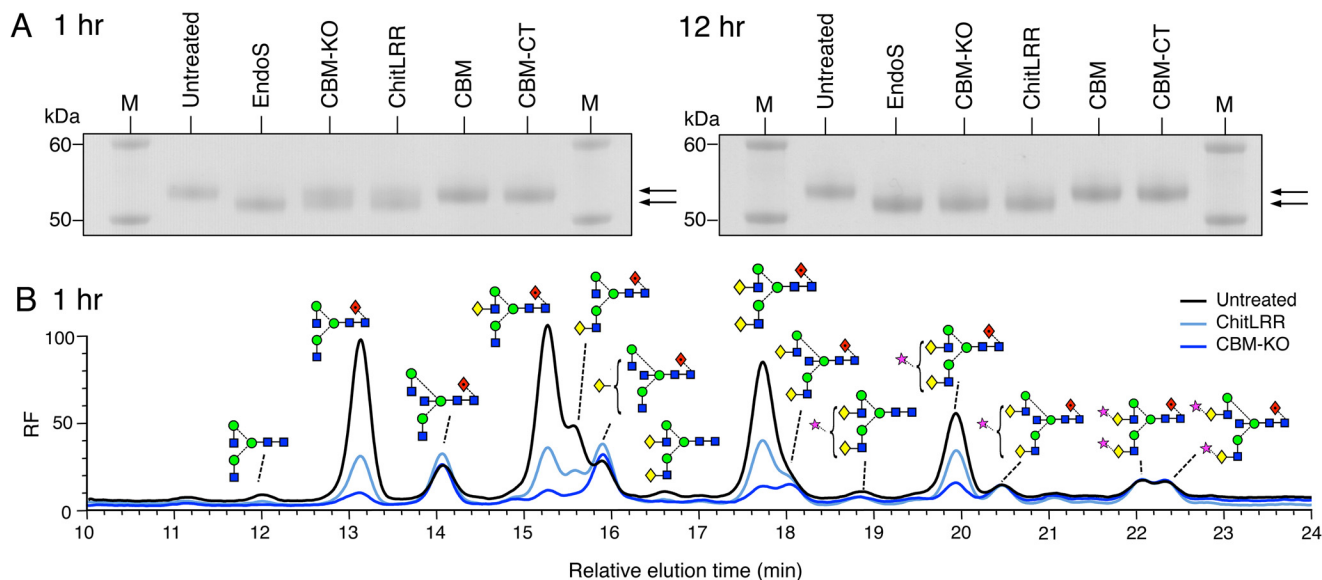 A 1 hr
M Untreated EndoS CBM-KO ChitLRR CBM CBM-CT M
kDa
60
50
12 hr
M Untreated EndoS CBM-KO ChitLRR CBM CBM-CT M
kDa
60
50
B 1 hr
Untreated
ChitLRR
CBM-KO
RF
100
50
0
10 11 12 13 14 15 16 17 18 19 20 21 22 23 24
Relative elution time (min)